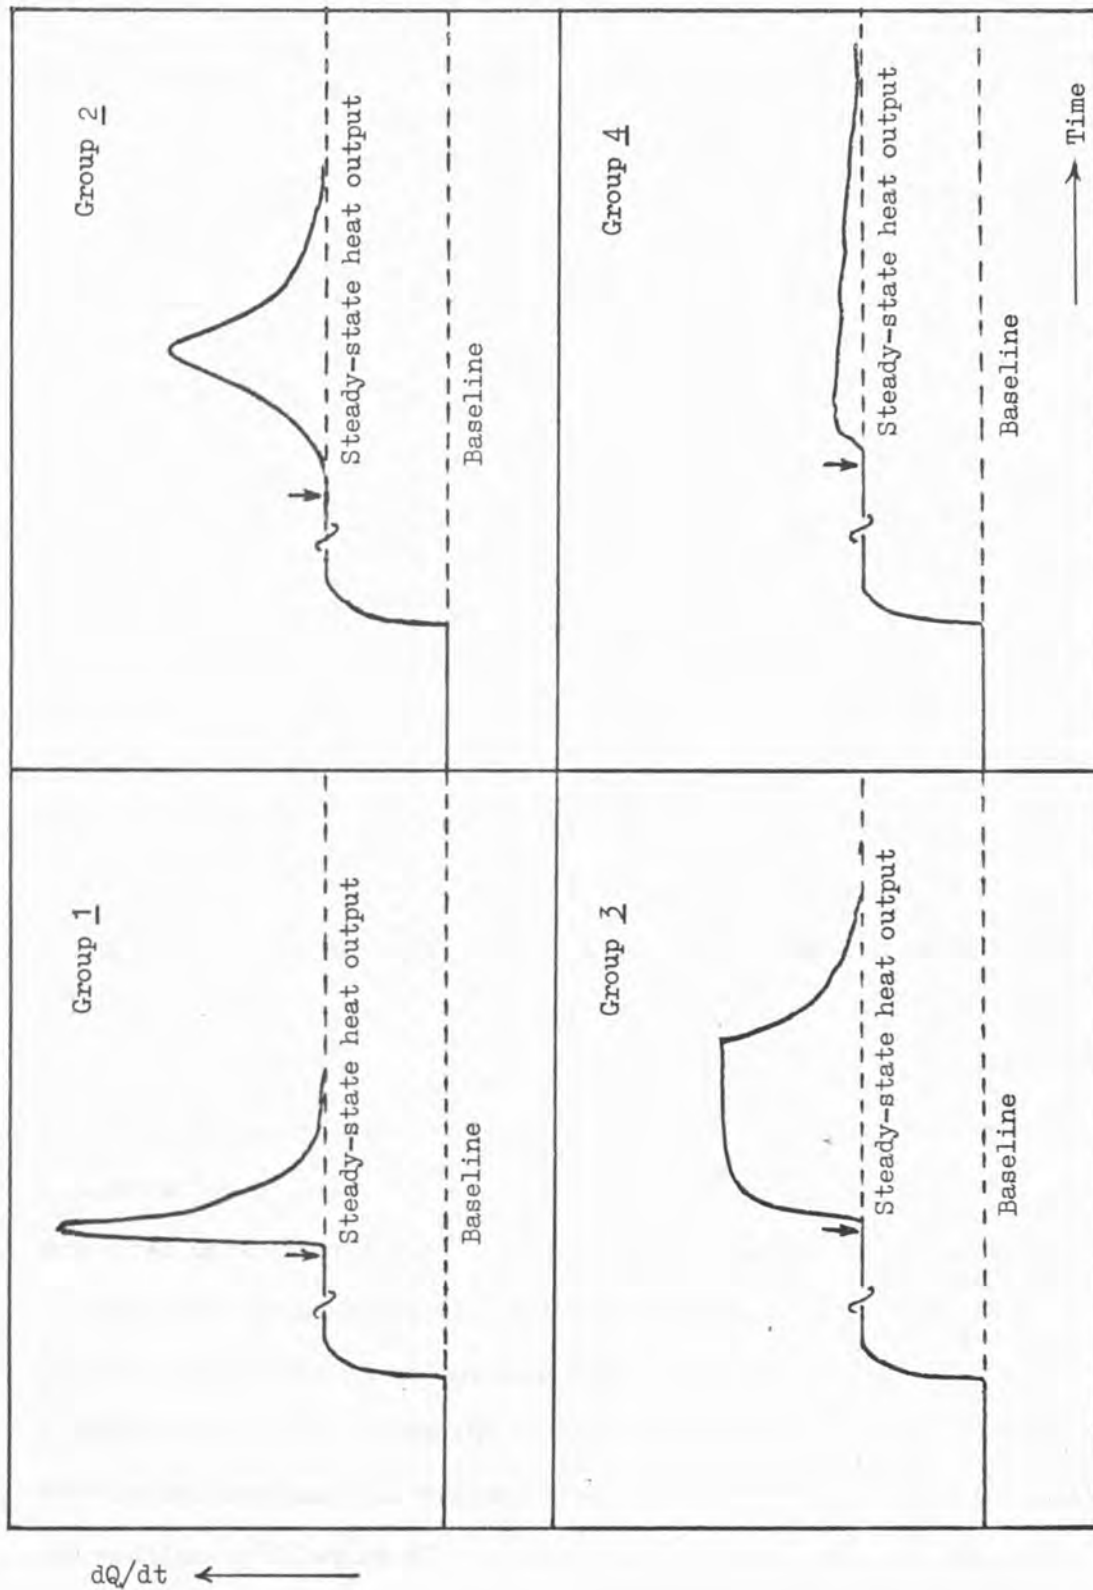 Group 1
Steady-state heat output
Baseline
Group 2
Steady-state heat output
Baseline
Group 3
Steady-state heat output
Baseline
Group 4
Steady-state heat output
Baseline
dQ/dt
Time